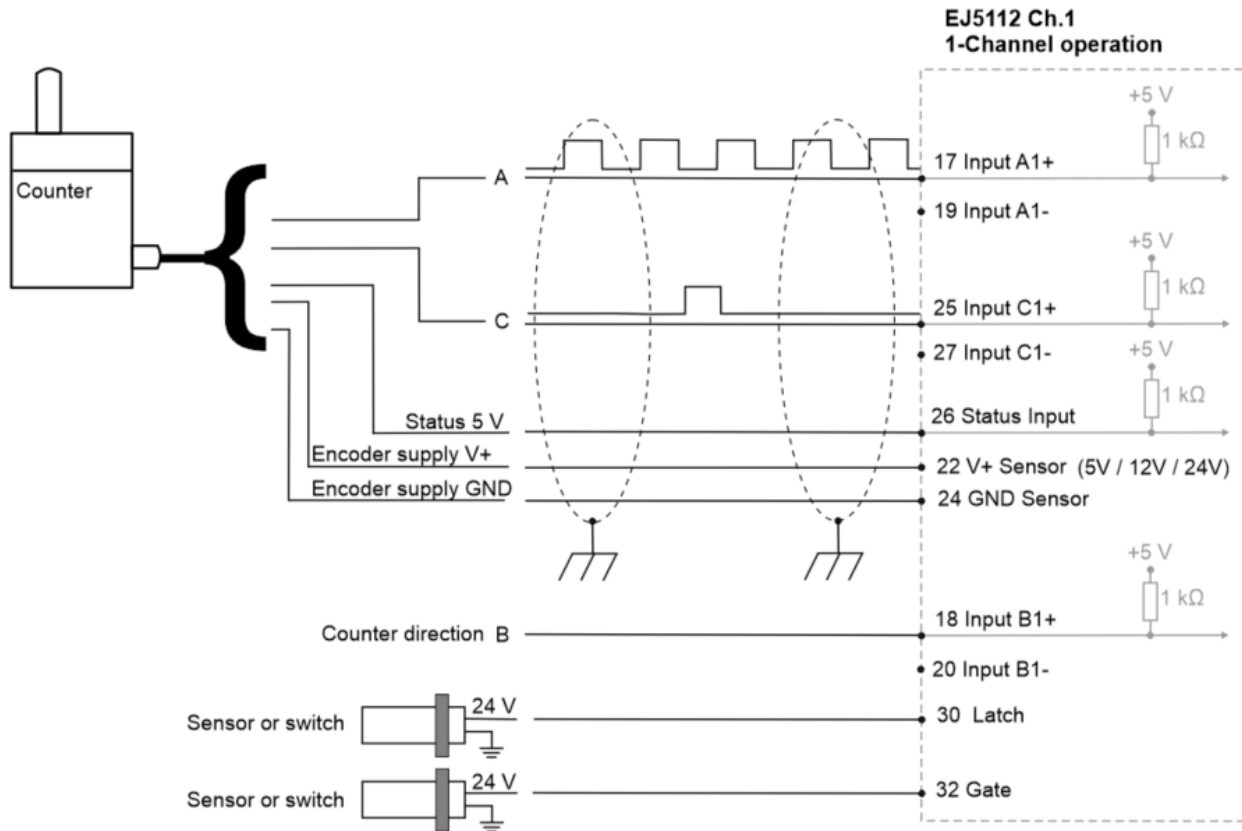 EJ5112 Ch.1
1-Channel operation
Counter
A
+5 V
1 kΩ
17 Input A1+
19 Input A1-
+5 V
1 kΩ
C
25 Input C1+
27 Input C1-
+5 V
1 kΩ
Status 5 V
26 Status Input
Encoder supply V+
22 V+ Sensor (5V / 12V / 24V)
Encoder supply GND
24 GND Sensor
+5 V
1 kΩ
Counter direction B
18 Input B1+
20 Input B1-
Sensor or switch
24 V
30 Latch
Sensor or switch
24 V
32 Gate